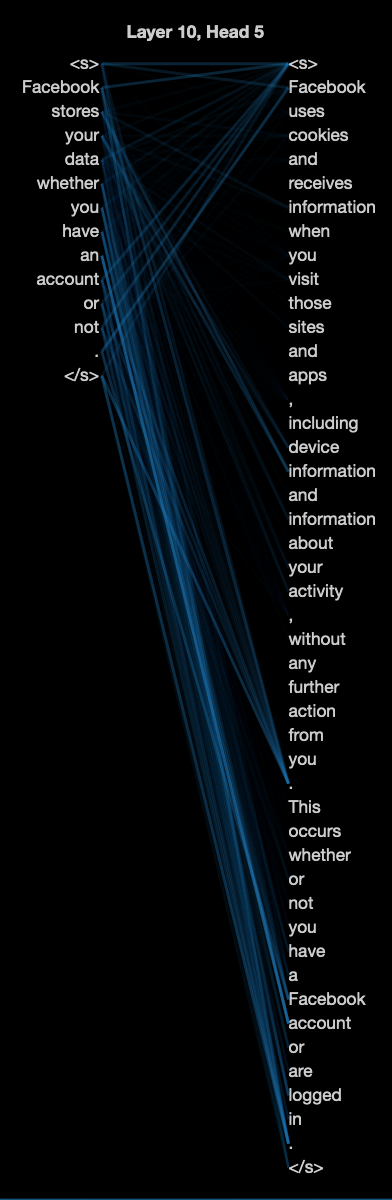 Layer 10, Head 5
<s> <s>
Facebook Facebook
stores uses
your cookies
data and
whether receives
you information
have when
an you
account visit
or those
not sites
. and
</s> apps
,
including
device
information
and
information
about
your
activity
,
without
any
further
action
from
you
.
This
occurs
whether
or
not
you
have
a
Facebook
account
or
are
logged
in
.
</s>